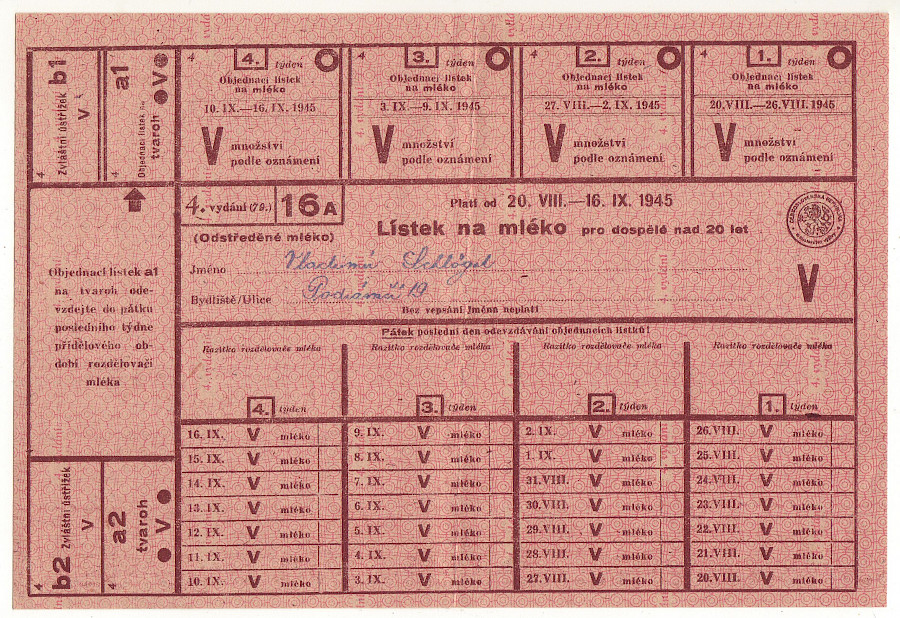 Zvláštní ústřižek b1
V
a1
Objednací lístek na
tvaroh V
4 4. týden
Objednací lístek
na mléko
10. IX.—16. IX. 1945
V množství
podle oznámení
4 3. týden
Objednací lístek
na mléko
3. IX.—9. IX. 1945
V množství
podle oznámení
4 2. týden
Objednací lístek
na mléko
27. VIII.—2. IX. 1945
V množství
podle oznámení
4 1. týden
Objednací lístek
na mléko
20. VIII.—26. VIII. 1945
V množství
podle oznámení
Objednací lístek a1
na tvaroh ode-
vzdejte do pátku
posledního týdne
přídělového ob-
dobí rozdělovači
mléka
4. vydání (79.) 16A
Platí od 20. VIII.—16. IX. 1945
(Odstředěné mléko)
Lístek na mléko pro dospělé nad 20 let
Jméno Vladimír Schlögel
Bydliště/Ulice 19
V
Bez vepsání jména neplatí
Pátek poslední den odevzdávání objednacích lístků!
Razítko rozdělovače mléka Razítko rozdělovače mléka Razítko rozdělovače mléka Razítko rozdělovače mléka
4. týden 3. týden 2. týden 1. týden
16. IX. V mléko 9. IX. V mléko 2. IX. V mléko 26. VIII. V mléko
15. IX. V mléko 8. IX. V mléko 1. IX. V mléko 25. VIII. V mléko
14. IX. V mléko 7. IX. V mléko 31. VIII. V mléko 24. VIII. V mléko
13. IX. V mléko 6. IX. V mléko 30. VIII. V mléko 23. VIII. V mléko
12. IX. V mléko 5. IX. V mléko 29. VIII. V mléko 22. VIII. V mléko
11. IX. V mléko 4. IX. V mléko 28. VIII. V mléko 21. VIII. V mléko
10. IX. V mléko 3. IX. V mléko 27. VIII. V mléko 20. VIII. V mléko
4 b2 Zvláštní ústřižek
V
4 a2
tvaroh
V